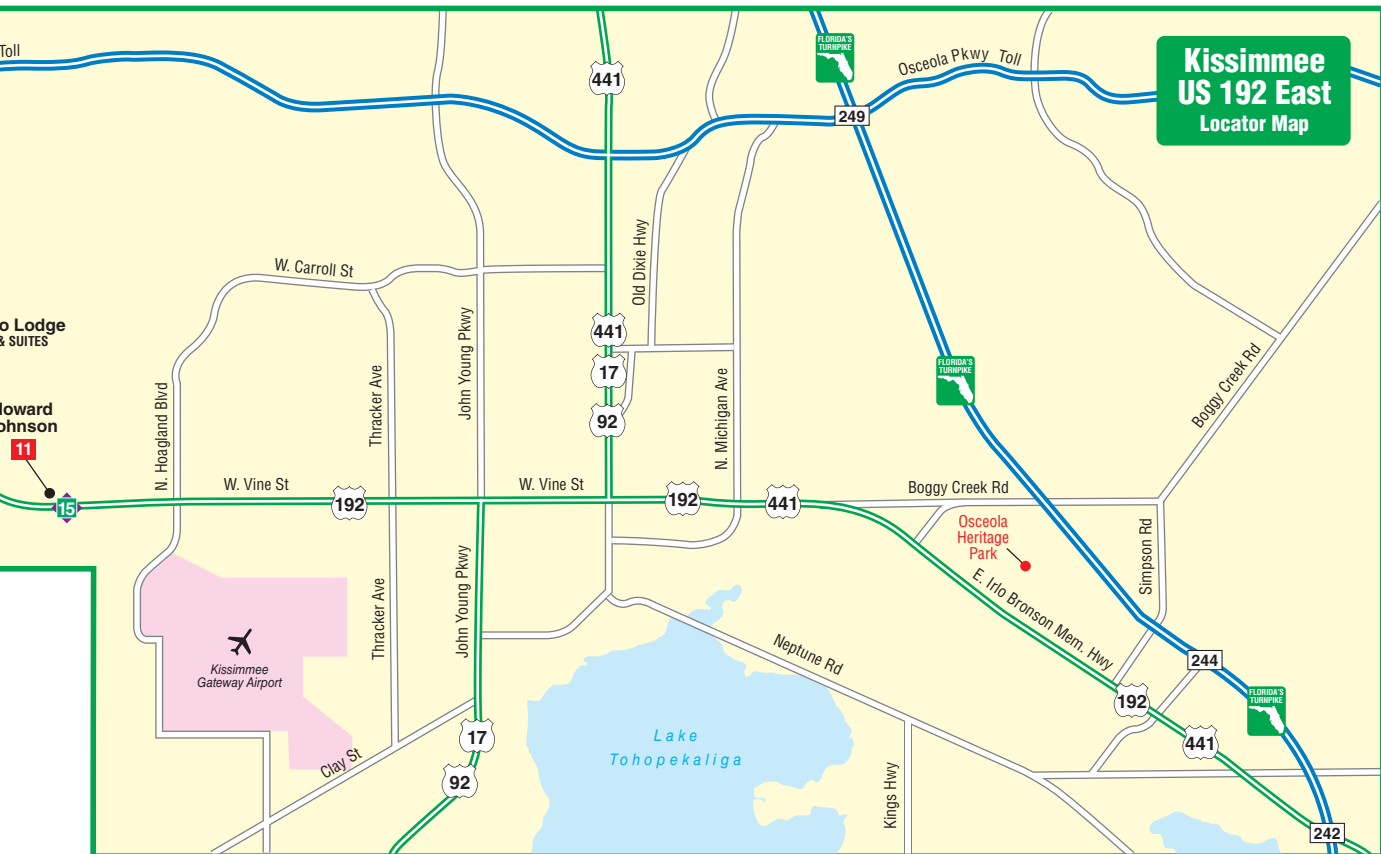 Toll
441
FLORIDA'S
TURNPIKE
Osceola Pkwy Toll
249
Kissimmee
US 192 East
Locator Map
W. Carroll St
Old Dixie Hwy
o Lodge
& SUITES
441
17
92
John Young Pkwy
Thracker Ave
N. Michigan Ave
N. Hoagland Blvd
FLORIDA'S
TURNPIKE
Boggy Creek Rd
Howard
ohnson
11
15
W. Vine St
192
W. Vine St
192
441
Boggy Creek Rd
Osceola
Heritage
Park
Simpson Rd
E. Irlo Bronson Mem. Hwy
Thracker Ave
John Young Pkwy
Neptune Rd
Kissimmee
Gateway Airport
244
192
FLORIDA'S
TURNPIKE
441
Lake
Tohopekaliga
17
92
Clay St
Kings Hwy
242